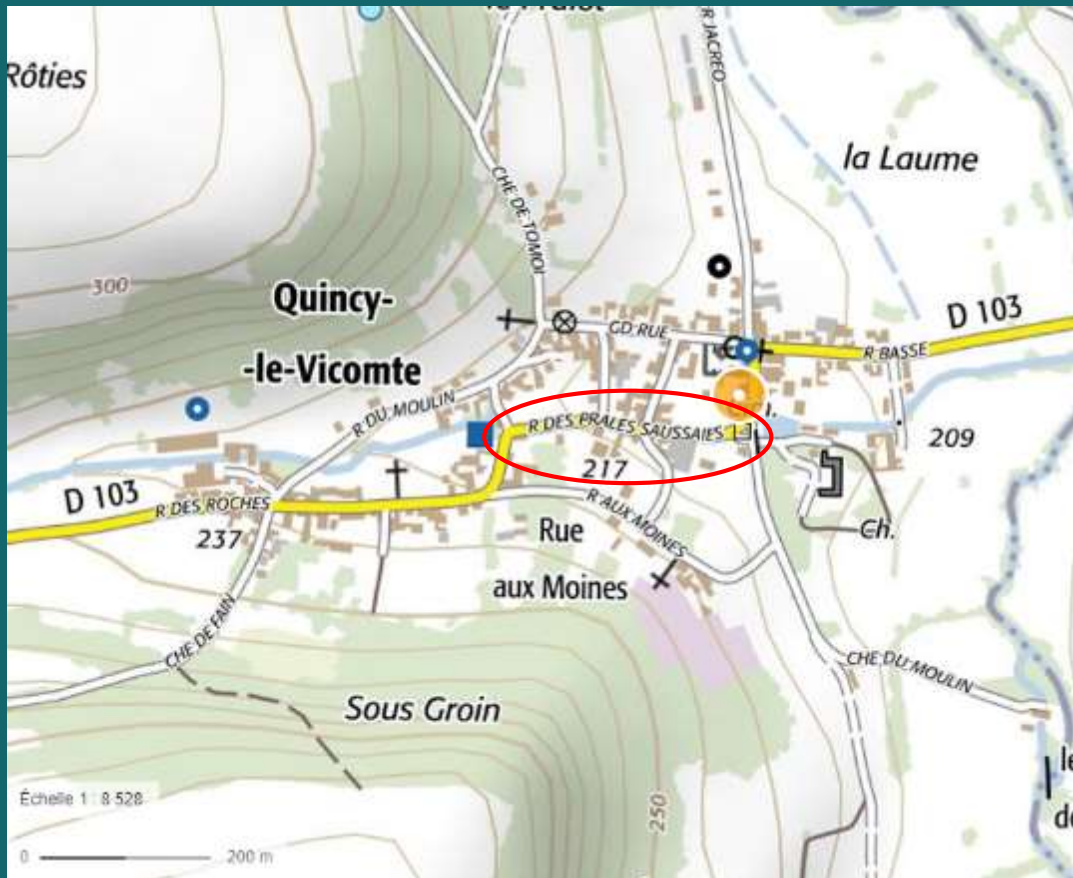 Rôties
la Laume
R JACREO
CHE DE TOMOI
300
Quincy-
-le-Vicomte
GD RUE
D 103
R BASSE
R DU MOULIN
R DES PRALES SAUSSAIES
209
217
D 103
R DES ROCHES
237
R AUX MOINES
Rue
aux Moines
Ch.
CHE DE FAIN
CHE DU MOULIN
Sous Groin
250
Échelle 1 : 8 528
0
200 m